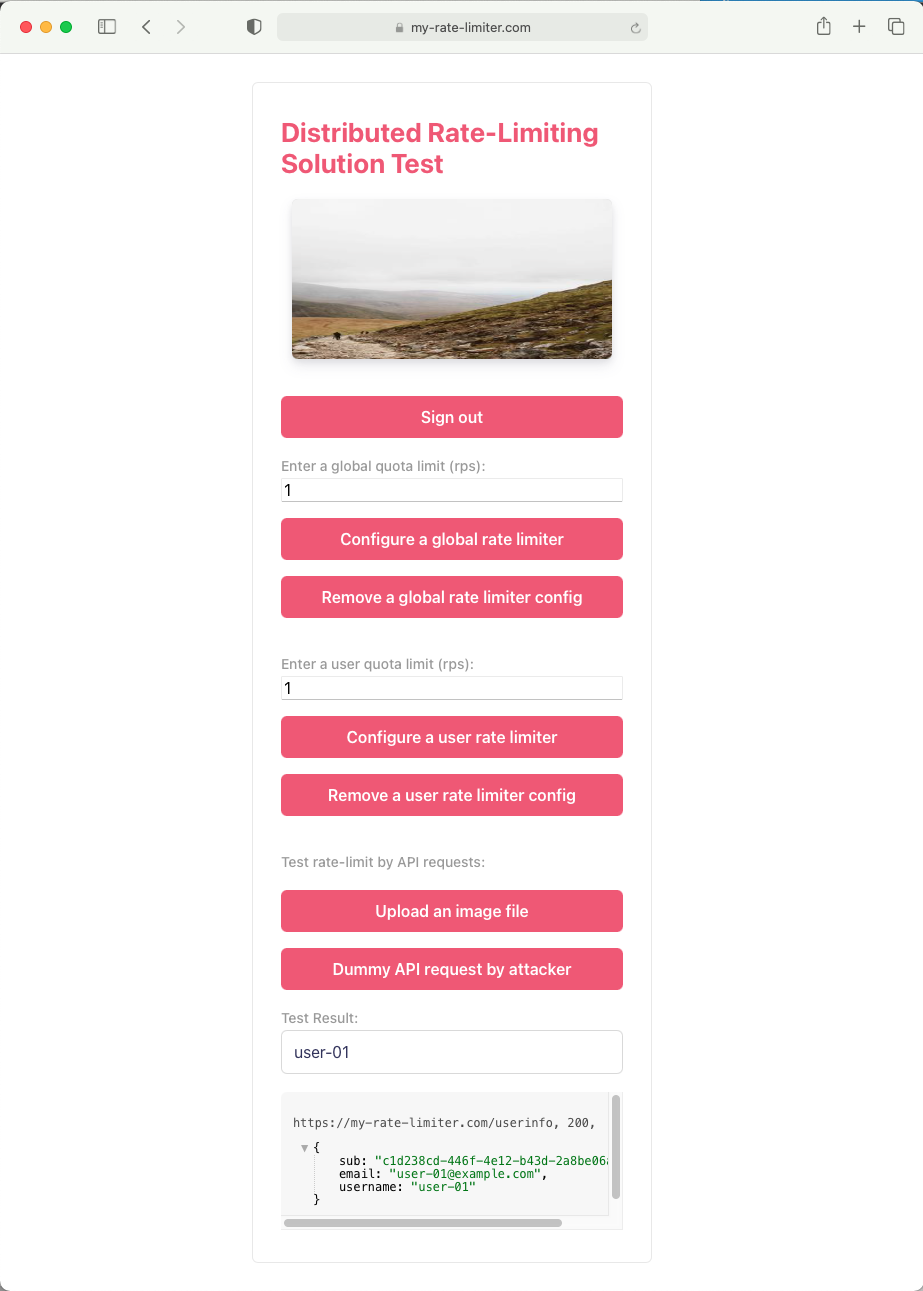 my-rate-limiter.com
Distributed Rate-Limiting
Solution Test
Sign out
Enter a global quota limit (rps):
1
Configure a global rate limiter
Remove a global rate limiter config
Enter a user quota limit (rps):
1
Configure a user rate limiter
Remove a user rate limiter config
Test rate-limit by API requests:
Upload an image file
Dummy API request by attacker
Test Result:
user-01
https://my-rate-limiter.com/userinfo, 200,
{
sub: "c1d238cd-446f-4e12-b43d-2a8be06a
email: "user-01@example.com",
username: "user-01"
}